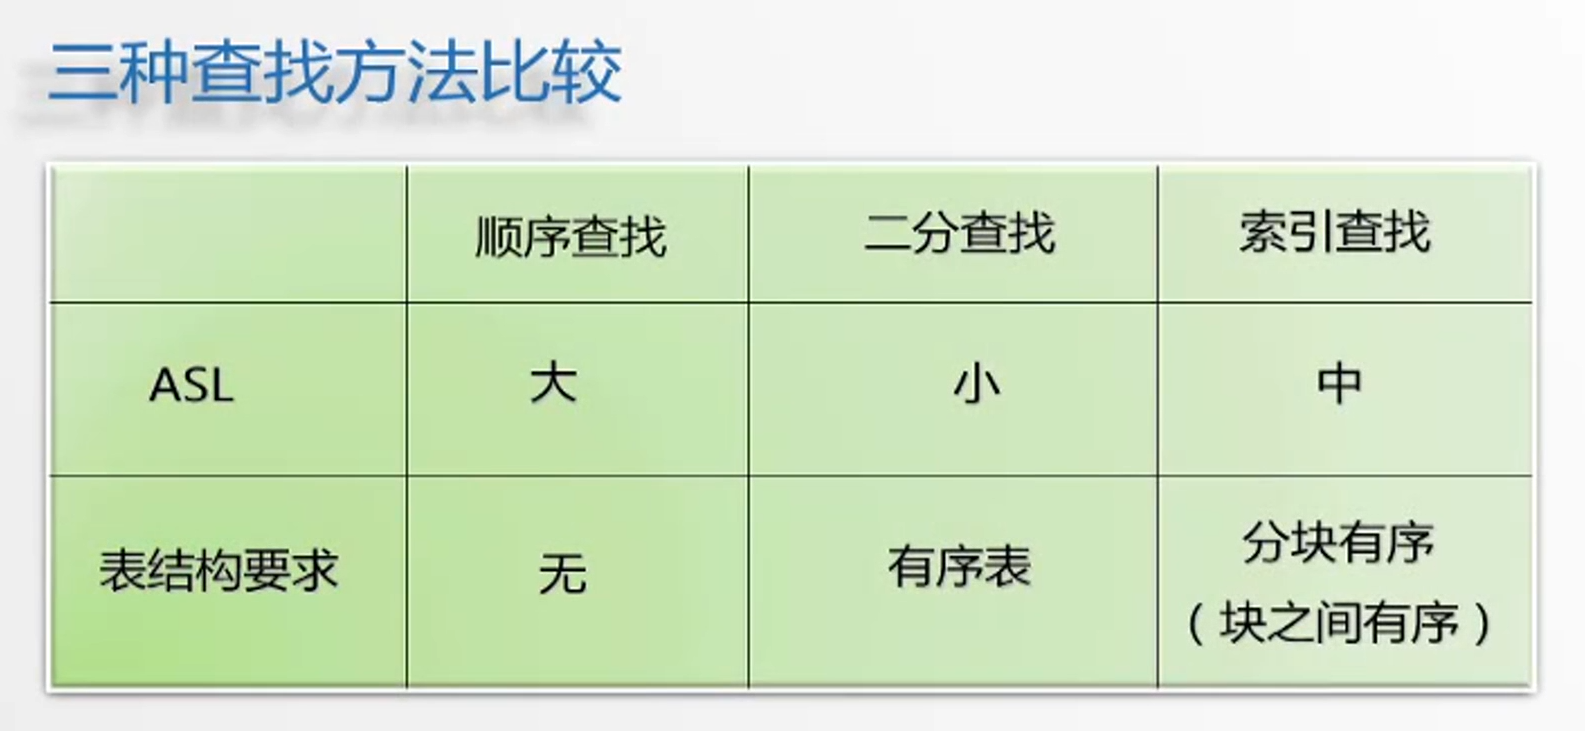 三种查找方法比较
顺序查找 二分查找 索引查找
ASL 大 小 中
表结构要求 无 有序表 分块有序
（块之间有序）